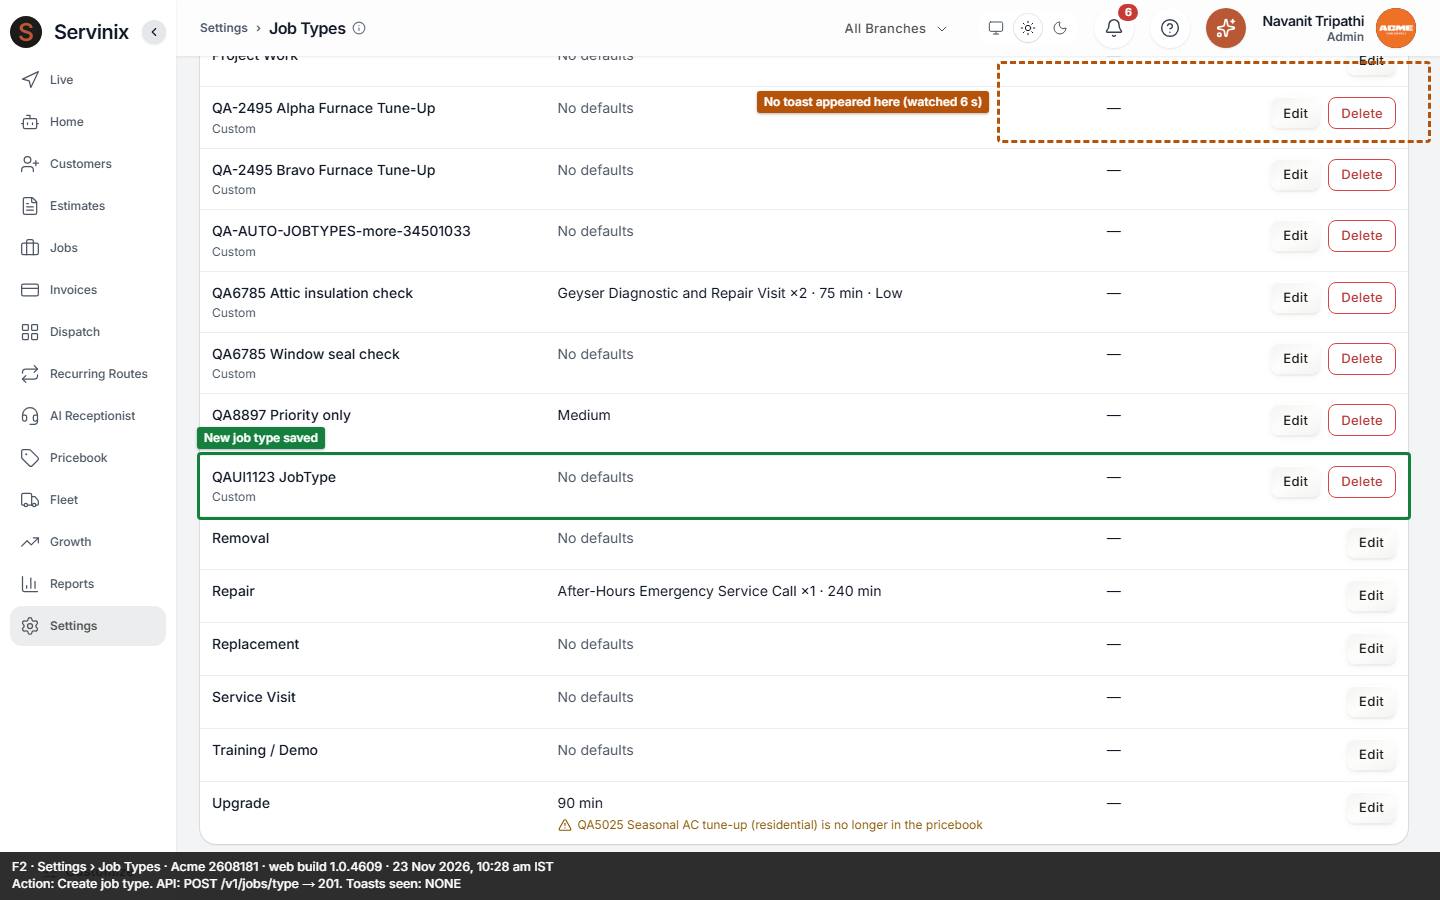 Servinix
Settings › Job Types
All Branches
6
Navanit Tripathi
Admin
ACME
Live
Home
Customers
Estimates
Jobs
Invoices
Dispatch
Recurring Routes
AI Receptionist
Pricebook
Fleet
Growth
Reports
Settings
Project Work No defaults Edit
No toast appeared here (watched 6 s)
QA-2495 Alpha Furnace Tune-Up No defaults — Edit Delete
Custom
QA-2495 Bravo Furnace Tune-Up No defaults — Edit Delete
Custom
QA-AUTO-JOBTYPES-more-34501033 No defaults — Edit Delete
Custom
QA6785 Attic insulation check Geyser Diagnostic and Repair Visit ×2 · 75 min · Low — Edit Delete
Custom
QA6785 Window seal check No defaults — Edit Delete
Custom
QA8897 Priority only Medium — Edit Delete
New job type saved
QAUI1123 JobType No defaults — Edit Delete
Custom
Removal No defaults — Edit
Repair After-Hours Emergency Service Call ×1 · 240 min — Edit
Replacement No defaults — Edit
Service Visit No defaults — Edit
Training / Demo No defaults — Edit
Upgrade 90 min — Edit
QA5025 Seasonal AC tune-up (residential) is no longer in the pricebook
F2 · Settings › Job Types · Acme 2608181 · web build 1.0.4609 · 23 Nov 2026, 10:28 am IST
Action: Create job type. API: POST /v1/jobs/type → 201. Toasts seen: NONE